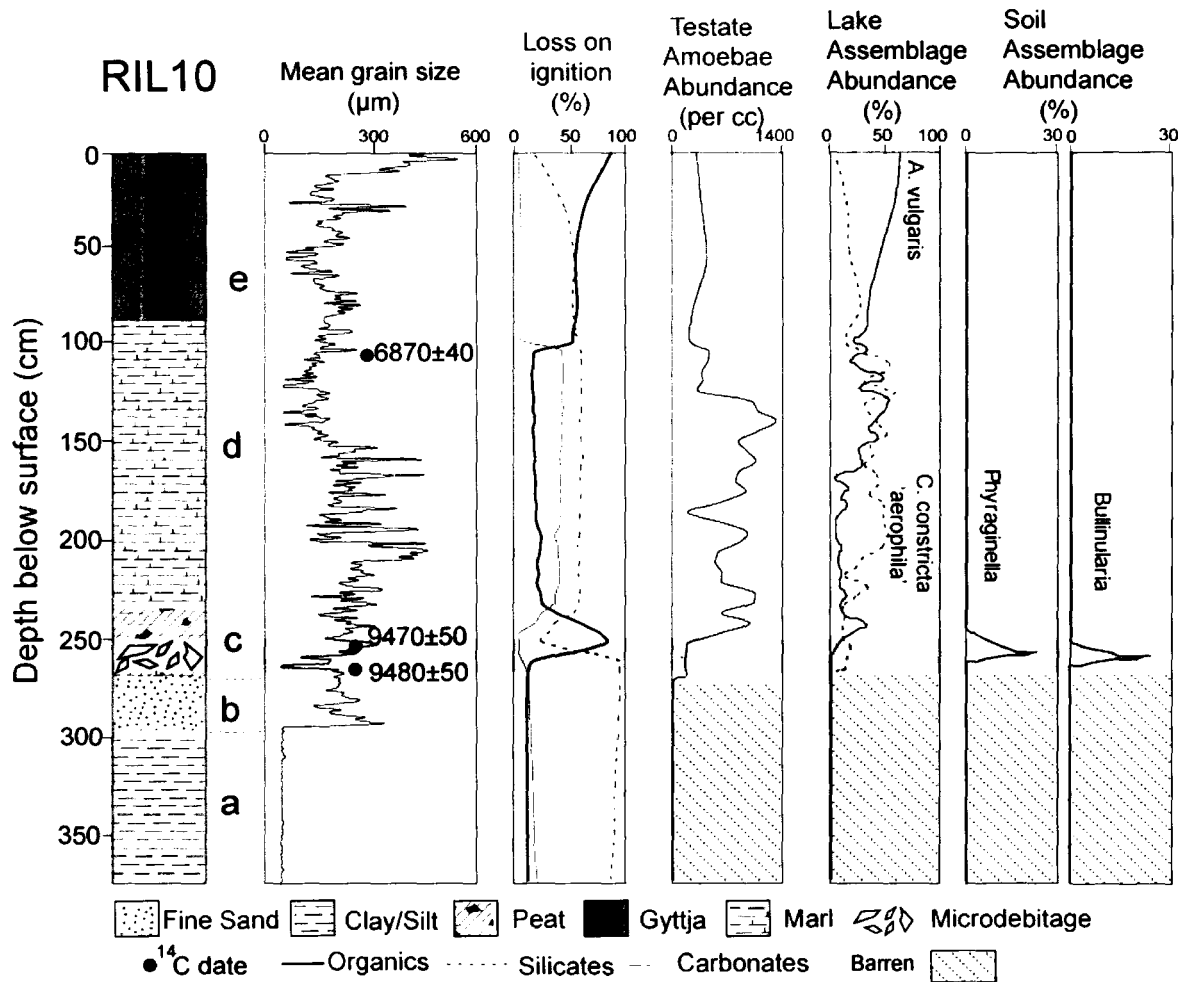 RIL10
Mean grain size
(µm)
Loss on
ignition
(%)
Testate
Amoebae
Abundance
(per cc)
Lake
Assemblage
Abundance
(%)
Soil
Assemblage
Abundance
(%)
0 300 600
0 50 100
0 1400
0 50 100
0 30
0 30
Depth below surface (cm)
0
50
100
150
200
250
300
350
e
d
c
b
a
6870±40
9470±50
9480±50
A. vulgaris
C. constricta
'aerophila'
Phyraginella
Bullinularia
Fine Sand
Clay/Silt
Peat
Gyttja
Marl
Microdebitage
14C date
Organics
Silicates
Carbonates
Barren